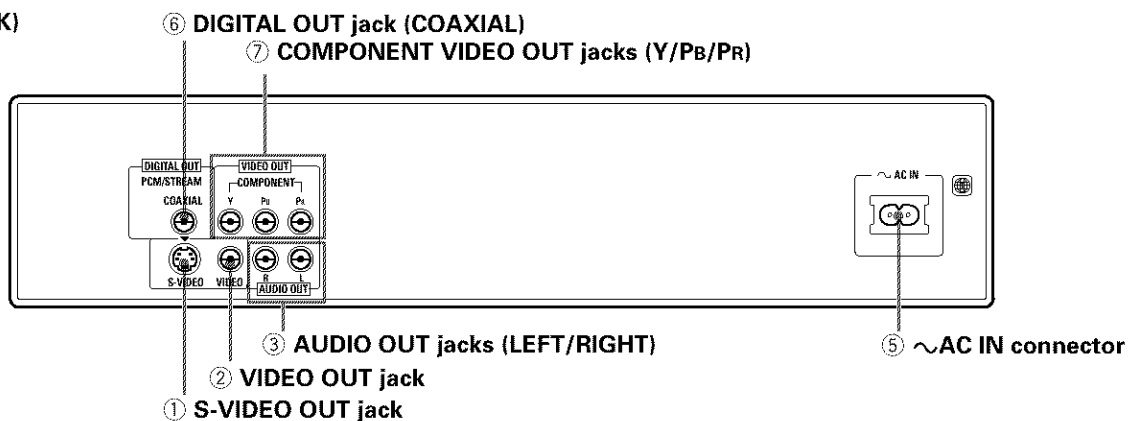 K)
⑥ DIGITAL OUT jack (COAXIAL)
⑦ COMPONENT VIDEO OUT jacks (Y/PB/PR)
DIGITAL OUT
PCM/STREAM
COAXIAL
VIDEO OUT
COMPONENT
Y PB PR
∼ AC IN
S-VIDEO VIDEO
R L
AUDIO OUT
③ AUDIO OUT jacks (LEFT/RIGHT)
⑤ ∼AC IN connector
② VIDEO OUT jack
① S-VIDEO OUT jack